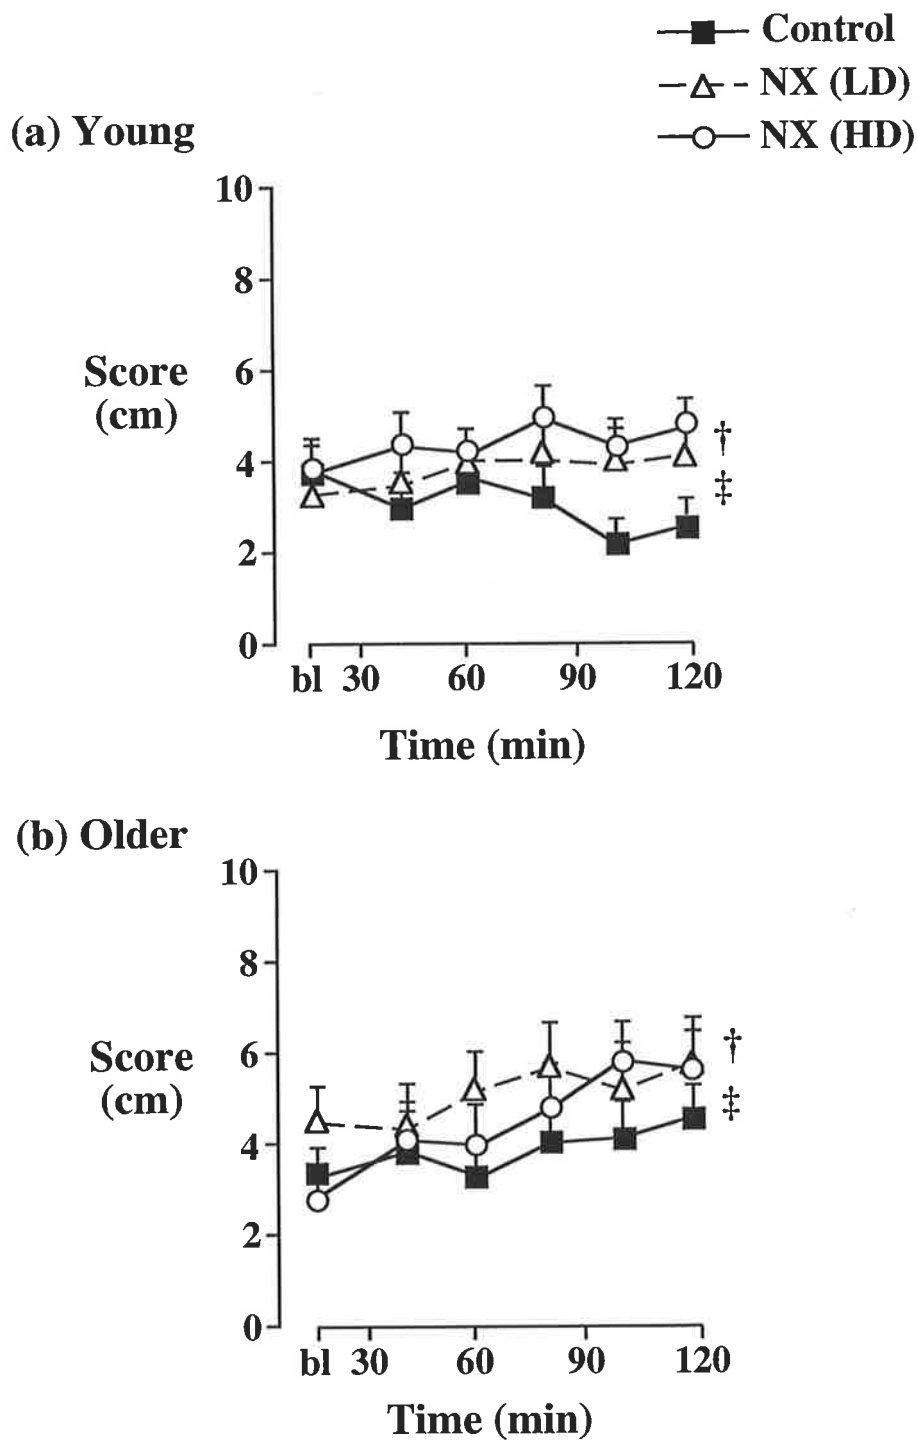 Control
NX (LD)
NX (HD)
(a) Young
10
8
6
4
2
0
Score
(cm)
†
‡
bl 30 60 90 120
Time (min)
(b) Older
10
8
6
4
2
0
Score
(cm)
†
‡
bl 30 60 90 120
Time (min)